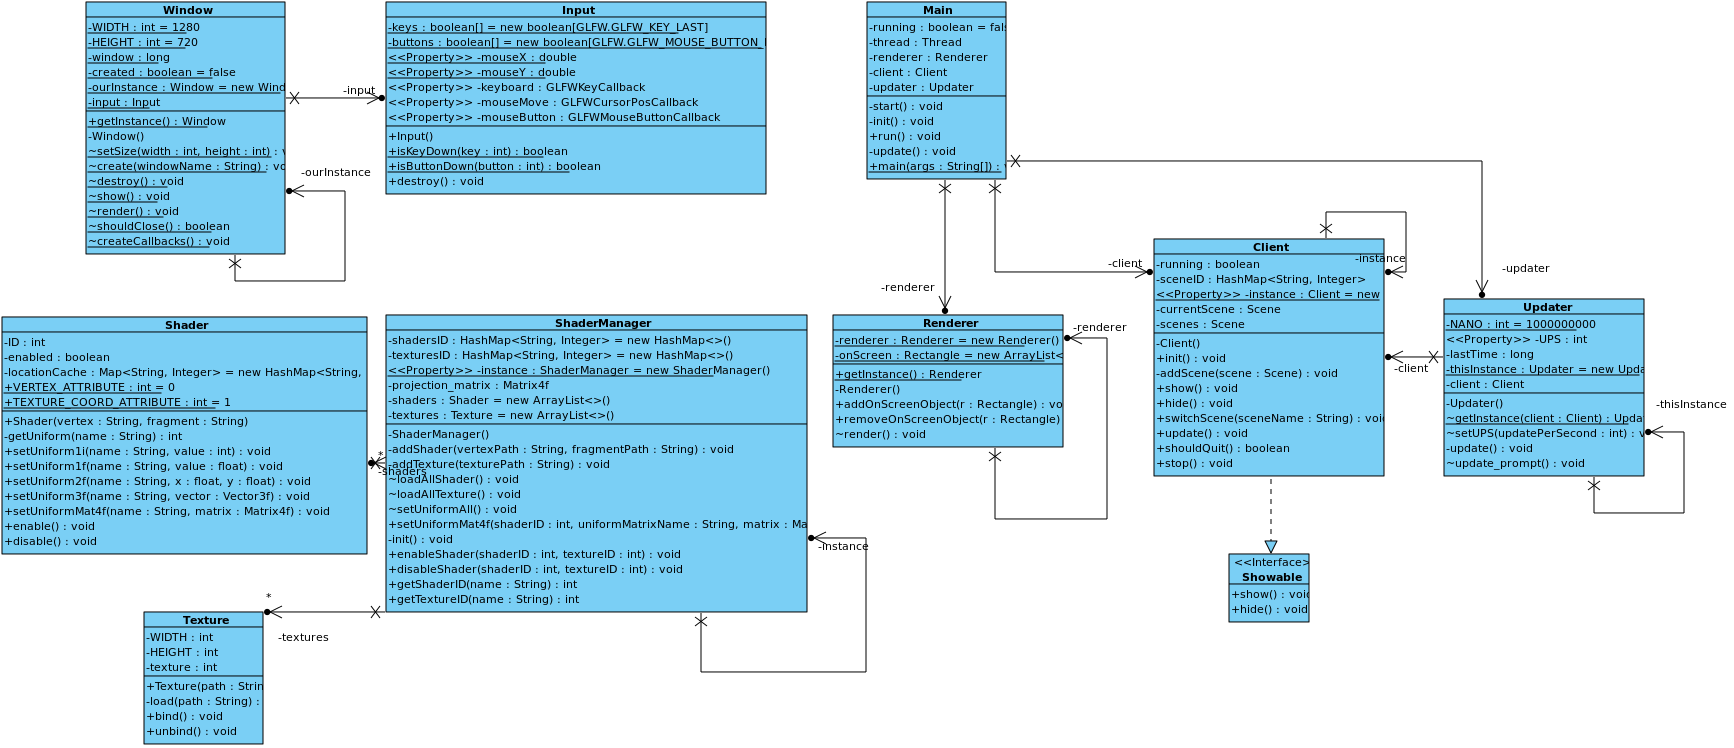 Window
-WIDTH : int = 1280
-HEIGHT : int = 720
-window : long
-created : boolean = false
-ourInstance : Window = new Wind
-input : Input
+getInstance() : Window
-Window()
~setSize(width : int, height : int) : v
~create(windowName : String) : vo
~destroy() : void
~show() : void
~render() : void
~shouldClose() : boolean
~createCallbacks() : void
-input
-ourInstance
Input
-keys : boolean[] = new boolean[GLFW.GLFW_KEY_LAST]
-buttons : boolean[] = new boolean[GLFW.GLFW_MOUSE_BUTTON_
<<Property>> -mouseX : double
<<Property>> -mouseY : double
<<Property>> -keyboard : GLFWKeyCallback
<<Property>> -mouseMove : GLFWCursorPosCallback
<<Property>> -mouseButton : GLFWMouseButtonCallback
+Input()
+isKeyDown(key : int) : boolean
+isButtonDown(button : int) : boolean
+destroy() : void
Main
-running : boolean = fals
-thread : Thread
-renderer : Renderer
-client : Client
-updater : Updater
-start() : void
-init() : void
+run() : void
-update() : void
+main(args : String[]) : v
-renderer
-client
-updater
Client
-running : boolean
-sceneID : HashMap<String, Integer>
<<Property>> -instance : Client = new
-currentScene : Scene
-scenes : Scene
-Client()
+init() : void
-addScene(scene : Scene) : void
+show() : void
+hide() : void
+switchScene(sceneName : String) : void
+update() : void
+shouldQuit() : boolean
+stop() : void
-instance
-client
Updater
-NANO : int = 1000000000
<<Property>> -UPS : int
-lastTime : long
-thisInstance : Updater = new Upda
-client : Client
-Updater()
~getInstance(client : Client) : Upda
~setUPS(updatePerSecond : int) : v
-update() : void
~update_prompt() : void
-thisInstance
Shader
-ID : int
-enabled : boolean
-locationCache : Map<String, Integer> = new HashMap<String,
+VERTEX_ATTRIBUTE : int = 0
+TEXTURE_COORD_ATTRIBUTE : int = 1
+Shader(vertex : String, fragment : String)
-getUniform(name : String) : int
+setUniform1i(name : String, value : int) : void
+setUniform1f(name : String, value : float) : void
+setUniform2f(name : String, x : float, y : float) : void
+setUniform3f(name : String, vector : Vector3f) : void
+setUniformMat4f(name : String, matrix : Matrix4f) : void
+enable() : void
+disable() : void
*
-shaders
ShaderManager
-shadersID : HashMap<String, Integer> = new HashMap<>()
-texturesID : HashMap<String, Integer> = new HashMap<>()
<<Property>> -instance : ShaderManager = new ShaderManager()
-projection_matrix : Matrix4f
-shaders : Shader = new ArrayList<>()
-textures : Texture = new ArrayList<>()
-ShaderManager()
-addShader(vertexPath : String, fragmentPath : String) : void
-addTexture(texturePath : String) : void
~loadAllShader() : void
~loadAllTexture() : void
~setUniformAll() : void
+setUniformMat4f(shaderID : int, uniformMatrixName : String, matrix : Ma
-init() : void
+enableShader(shaderID : int, textureID : int) : void
+disableShader(shaderID : int, textureID : int) : void
+getShaderID(name : String) : int
+getTextureID(name : String) : int
-instance
Renderer
-renderer : Renderer = new Renderer()
-onScreen : Rectangle = new ArrayList<
+getInstance() : Renderer
-Renderer()
+addOnScreenObject(r : Rectangle) : vo
+removeOnScreenObject(r : Rectangle)
~render() : void
-renderer
<<Interface>
Showable
+show() : void
+hide() : void
*
-textures
Texture
-WIDTH : int
-HEIGHT : int
-texture : int
+Texture(path : Strin
-load(path : String) :
+bind() : void
+unbind() : void